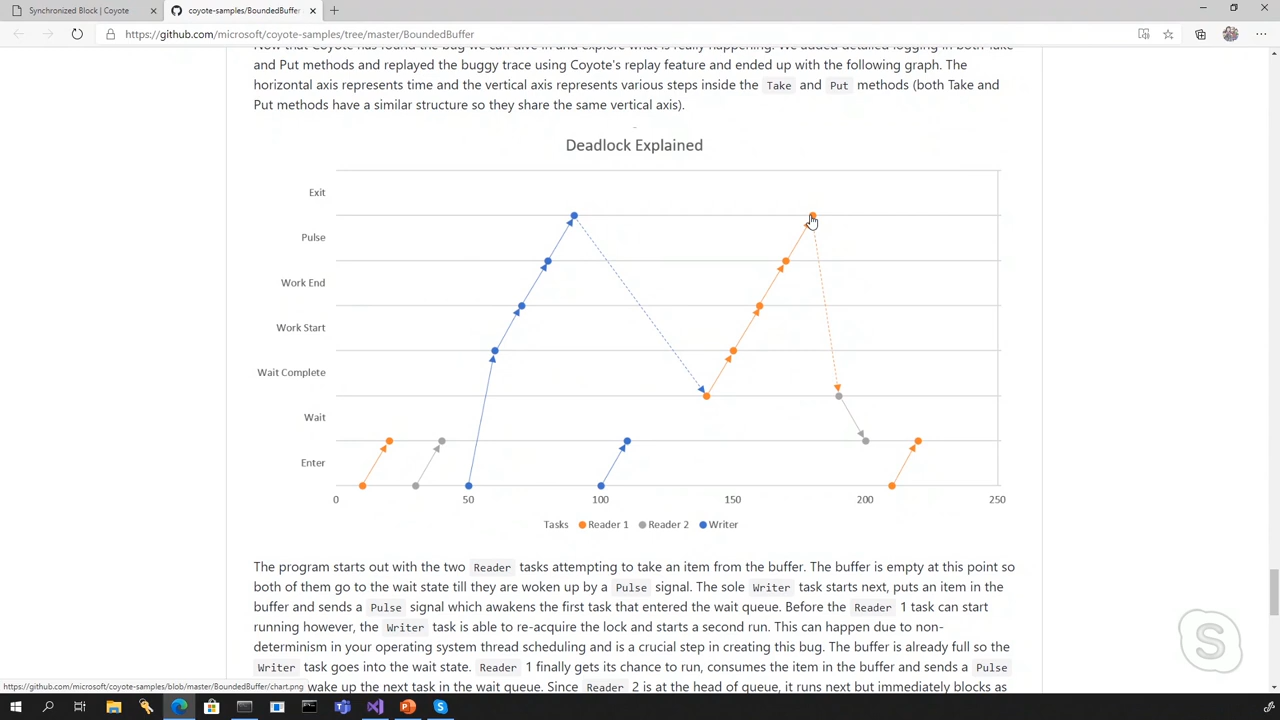 Synchronized Block | Coyote
coyote-samples/BoundedBuffer
https://github.com/microsoft/coyote-samples/tree/master/BoundedBuffer
Now that Coyote has found the bug we can dive in and explore what is really happening. We added detailed logging in both Take
and Put methods and replayed the buggy trace using Coyote's replay feature and ended up with the following graph. The
horizontal axis represents time and the vertical axis represents various steps inside the Take and Put methods (both Take and
Put methods have a similar structure so they share the same vertical axis).
Deadlock Explained
Exit
Pulse
Work End
Work Start
Wait Complete
Wait
Enter
0 50 100 150 200 250
Tasks Reader 1 Reader 2 Writer
The program starts out with the two Reader tasks attempting to take an item from the buffer. The buffer is empty at this point so
both of them go to the wait state till they are woken up by a Pulse signal. The sole Writer task starts next, puts an item in the
buffer and sends a Pulse signal which awakens the first task that entered the wait queue. Before the Reader 1 task can start
running however, the Writer task is able to re-acquire the lock and starts a second run. This can happen due to non-
determinism in your operating system thread scheduling and is a crucial step in creating this bug. The buffer is already full so the
Writer task goes into the wait state. Reader 1 finally gets its chance to run, consumes the item in the buffer and sends a Pulse
wake up the next task in the wait queue. Since Reader 2 is at the head of queue, it runs next but immediately blocks as
https://github.com/microsoft/coyote-samples/blob/master/BoundedBuffer/chart.png